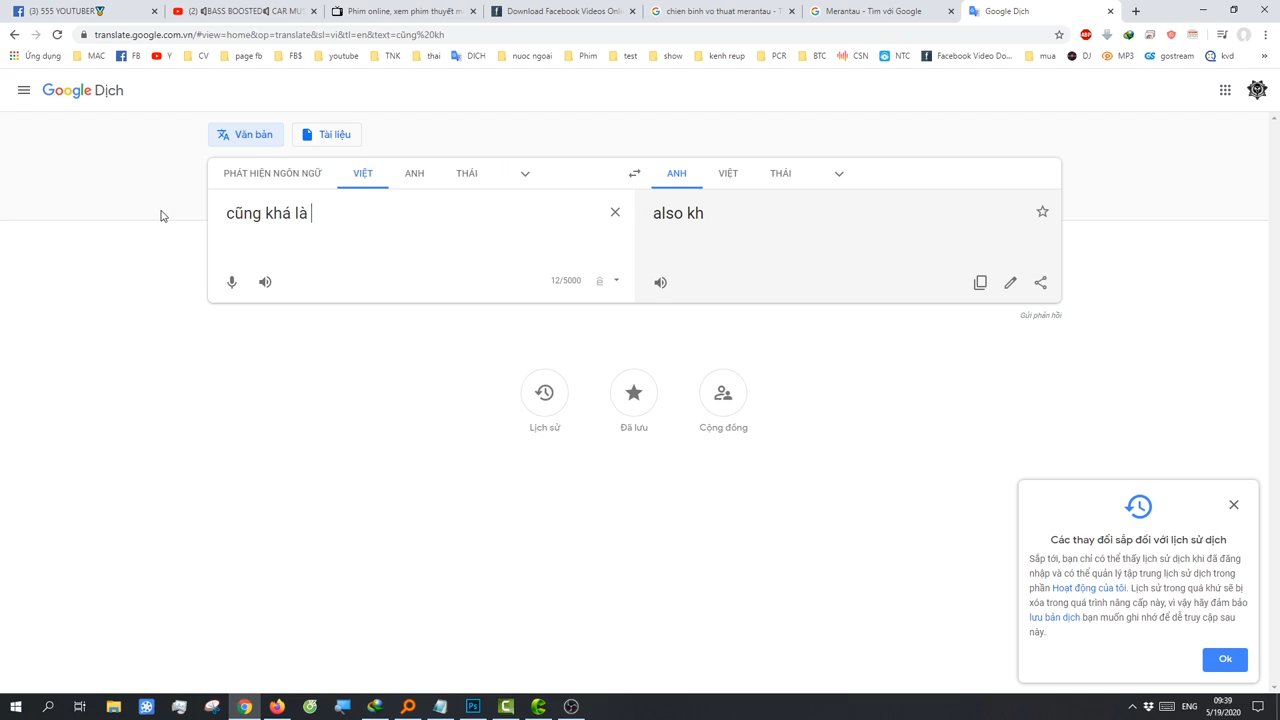 (3) 555 YOUTUBER
(2) BASS BOOSTED CAR MUS
Phim online, xem phim thuyết m
Download Facebook Videos Onlin
chien binh vo thuat merantau - T
Merantau - Tìm với Google
Google Dịch
translate.google.com.vn/#view=home&op=translate&sl=vi&tl=en&text=cũng%20kh
Ứng dụng
MAC
FB
Y
CV
page fb
FB$
youtube
TNK
thai
DICH
nuoc ngoai
Phim
test
show
kenh reup
PCR
BTC
CSN
NTC
Facebook Video Do...
mua
DJ
MP3
gostream
kvd
»
Google Dịch
Văn bản
Tài liệu
PHÁT HIỆN NGÔN NGỮ
VIỆT
ANH
THÁI
ANH
VIỆT
THÁI
cũng khá là
also kh
12/5000
Gửi phản hồi
Lịch sử
Đã lưu
Cộng đồng
Các thay đổi sắp đối với lịch sử dịch
Sắp tới, bạn chỉ có thể thấy lịch sử dịch khi đã đăng
nhập và có thể quản lý tập trung lịch sử dịch trong
phần Hoạt động của tôi. Lịch sử trong quá khứ sẽ bị
xóa trong quá trình nâng cấp này, vì vậy hãy đảm bảo
lưu bản dịch bạn muốn ghi nhớ để dễ truy cập sau
này.
Ok
ENG
09:39
5/19/2020